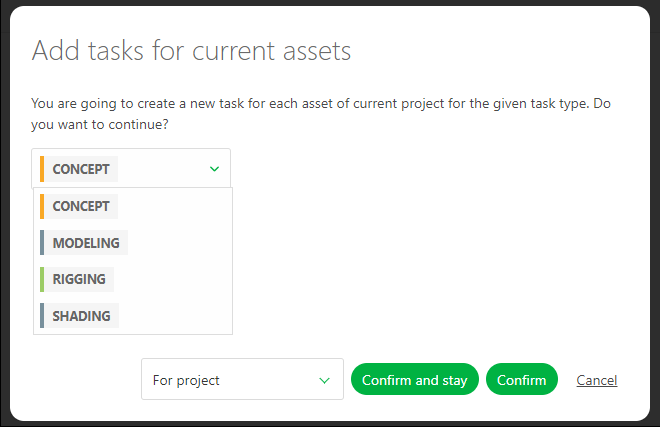 Add tasks for current assets
You are going to create a new task for each asset of current project for the given task type. Do
you want to continue?
CONCEPT
CONCEPT
MODELING
RIGGING
SHADING
For project
Confirm and stay
Confirm
Cancel